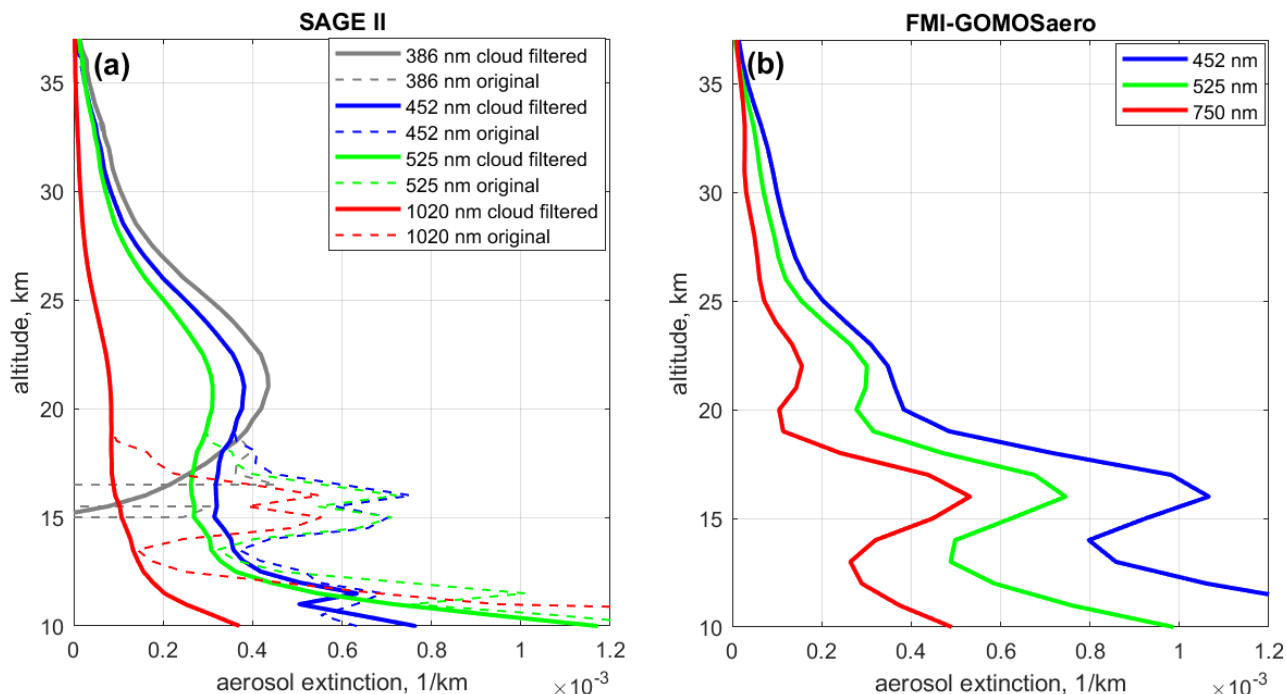 SAGE II
(a)
386 nm cloud filtered
386 nm original
452 nm cloud filtered
452 nm original
525 nm cloud filtered
525 nm original
1020 nm cloud filtered
1020 nm original
35
30
25
20
15
10
altitude, km
0
0.2
0.4
0.6
0.8
1
1.2
aerosol extinction, 1/km
×10⁻³
FMI-GOMOSaero
(b)
452 nm
525 nm
750 nm
35
30
25
20
15
10
altitude, km
0
0.2
0.4
0.6
0.8
1
1.2
aerosol extinction, 1/km
×10⁻³